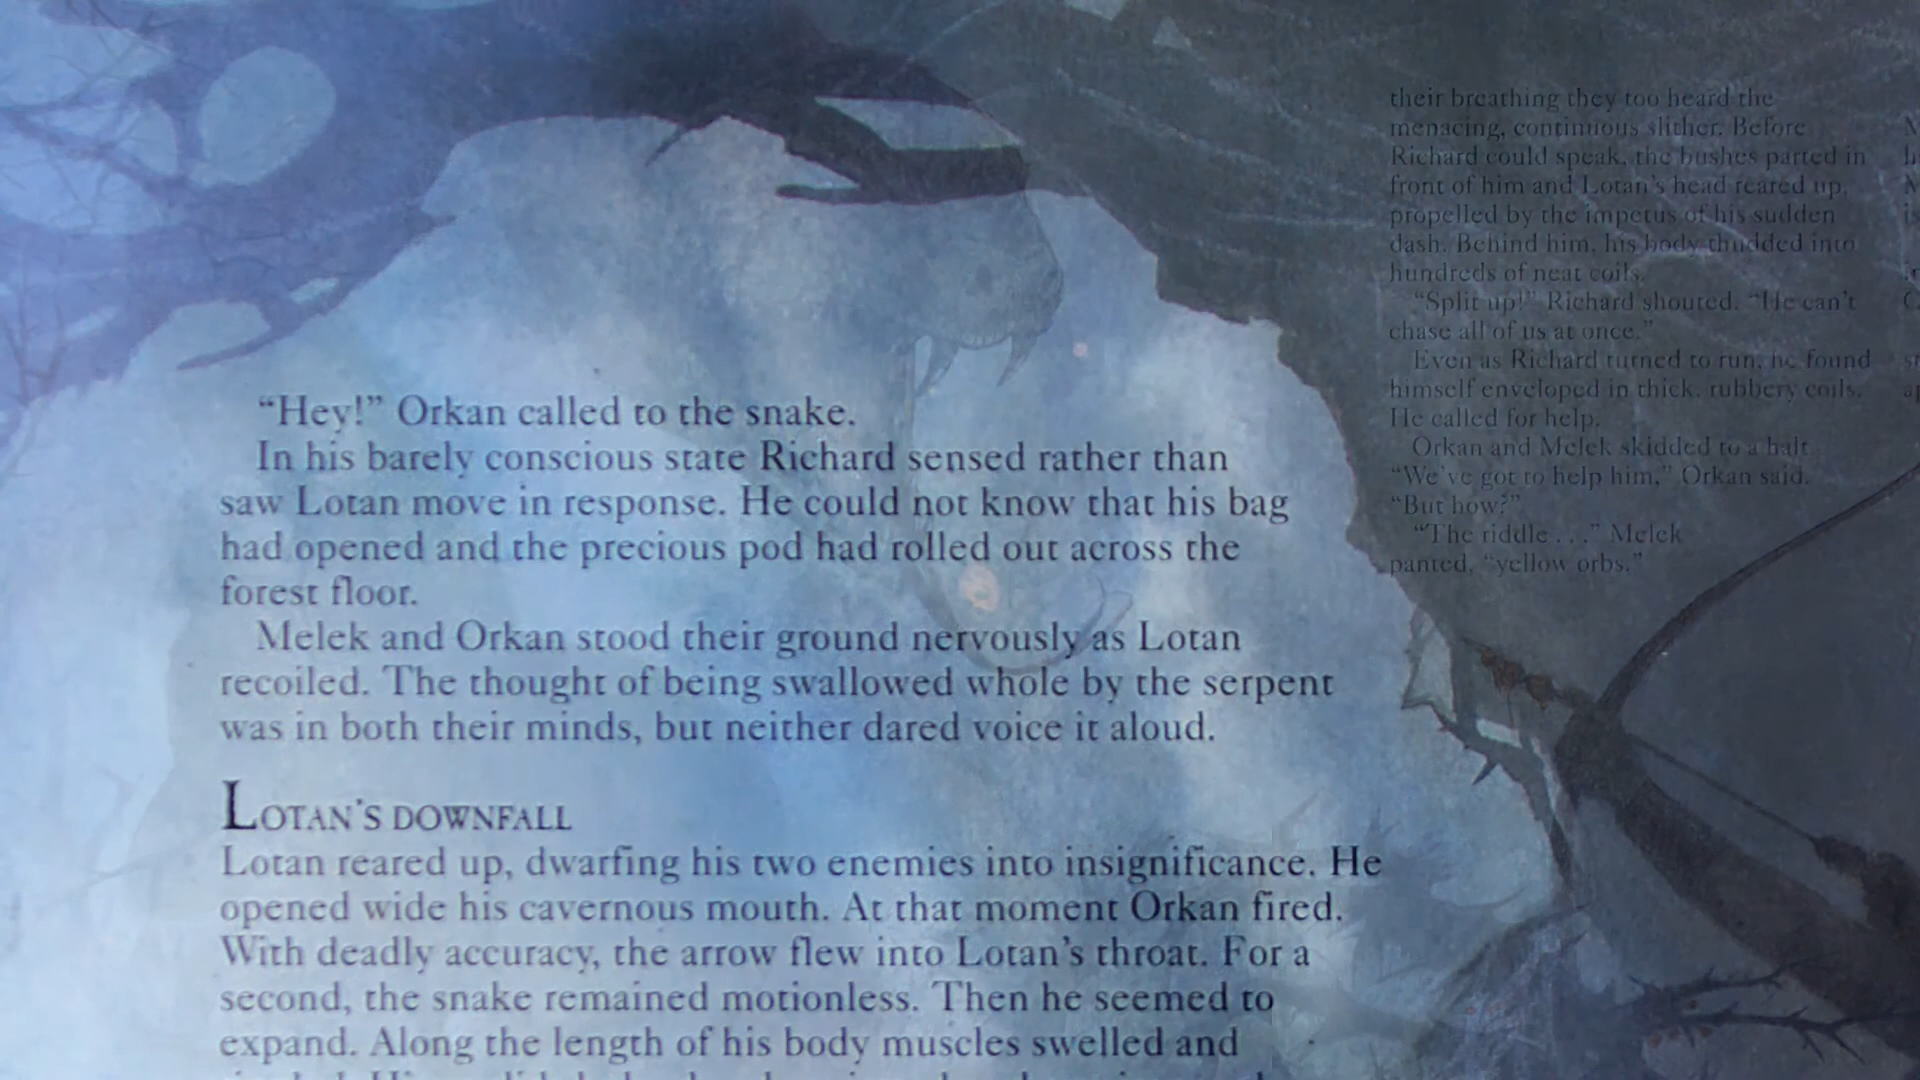 “Hey!” Orkan called to the snake.
In his barely conscious state Richard sensed rather than
saw Lotan move in response. He could not know that his bag
had opened and the precious pod had rolled out across the
forest floor.
Melek and Orkan stood their ground nervously as Lotan
recoiled. The thought of being swallowed whole by the serpent
was in both their minds, but neither dared voice it aloud.
LOTAN’S DOWNFALL
Lotan reared up, dwarfing his two enemies into insignificance. He
opened wide his cavernous mouth. At that moment Orkan fired.
With deadly accuracy, the arrow flew into Lotan’s throat. For a
second, the snake remained motionless. Then he seemed to
expand. Along the length of his body muscles swelled and
their breathing they too heard the
menacing, continuous slither. Before
Richard could speak, the bushes parted in
front of him and Lotan’s head reared up,
propelled by the impetus of his sudden
dash. Behind him, his body thudded into
hundreds of neat coils.
“Split up!” Richard shouted. “He can’t
chase all of us at once.”
Even as Richard turned to run, he found
himself enveloped in thick, rubbery coils.
He called for help.
Orkan and Melek skidded to a halt.
“We’ve got to help him,” Orkan said.
“But how?”
“The riddle . . .” Melek
panted, “yellow orbs.”